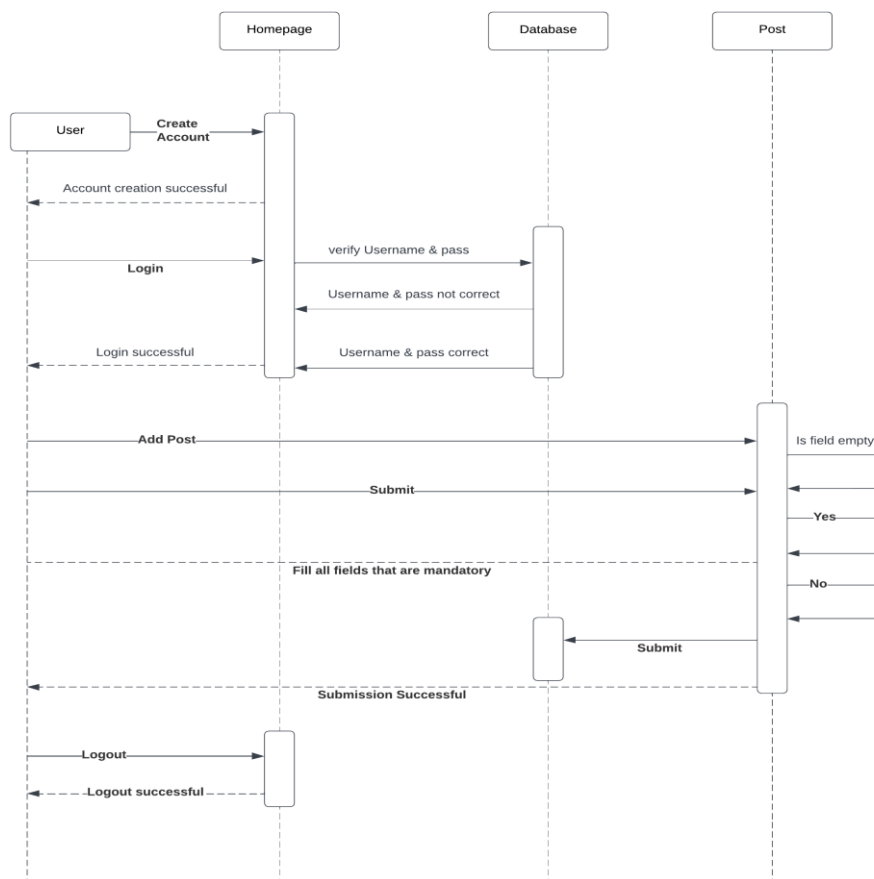 Homepage
Database
Post
User
Create
Account
Account creation successful
verify Username & pass
Login
Username & pass not correct
Login successful
Username & pass correct
Add Post
Is field empty
Submit
Yes
Fill all fields that are mandatory
No
Submit
Submission Successful
Logout
Logout successful